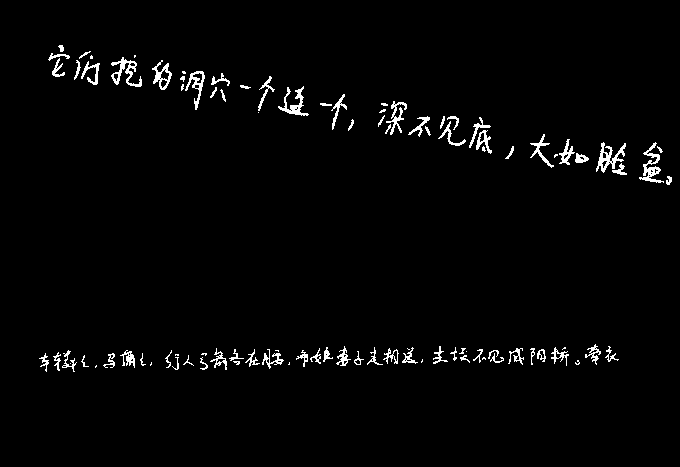 它们挖的洞穴一个连一个,深不见底,大如脸盆。
车辚辚,马萧萧,行人弓箭各在腰,爷娘妻子走相送,尘埃不见咸阳桥。牵衣